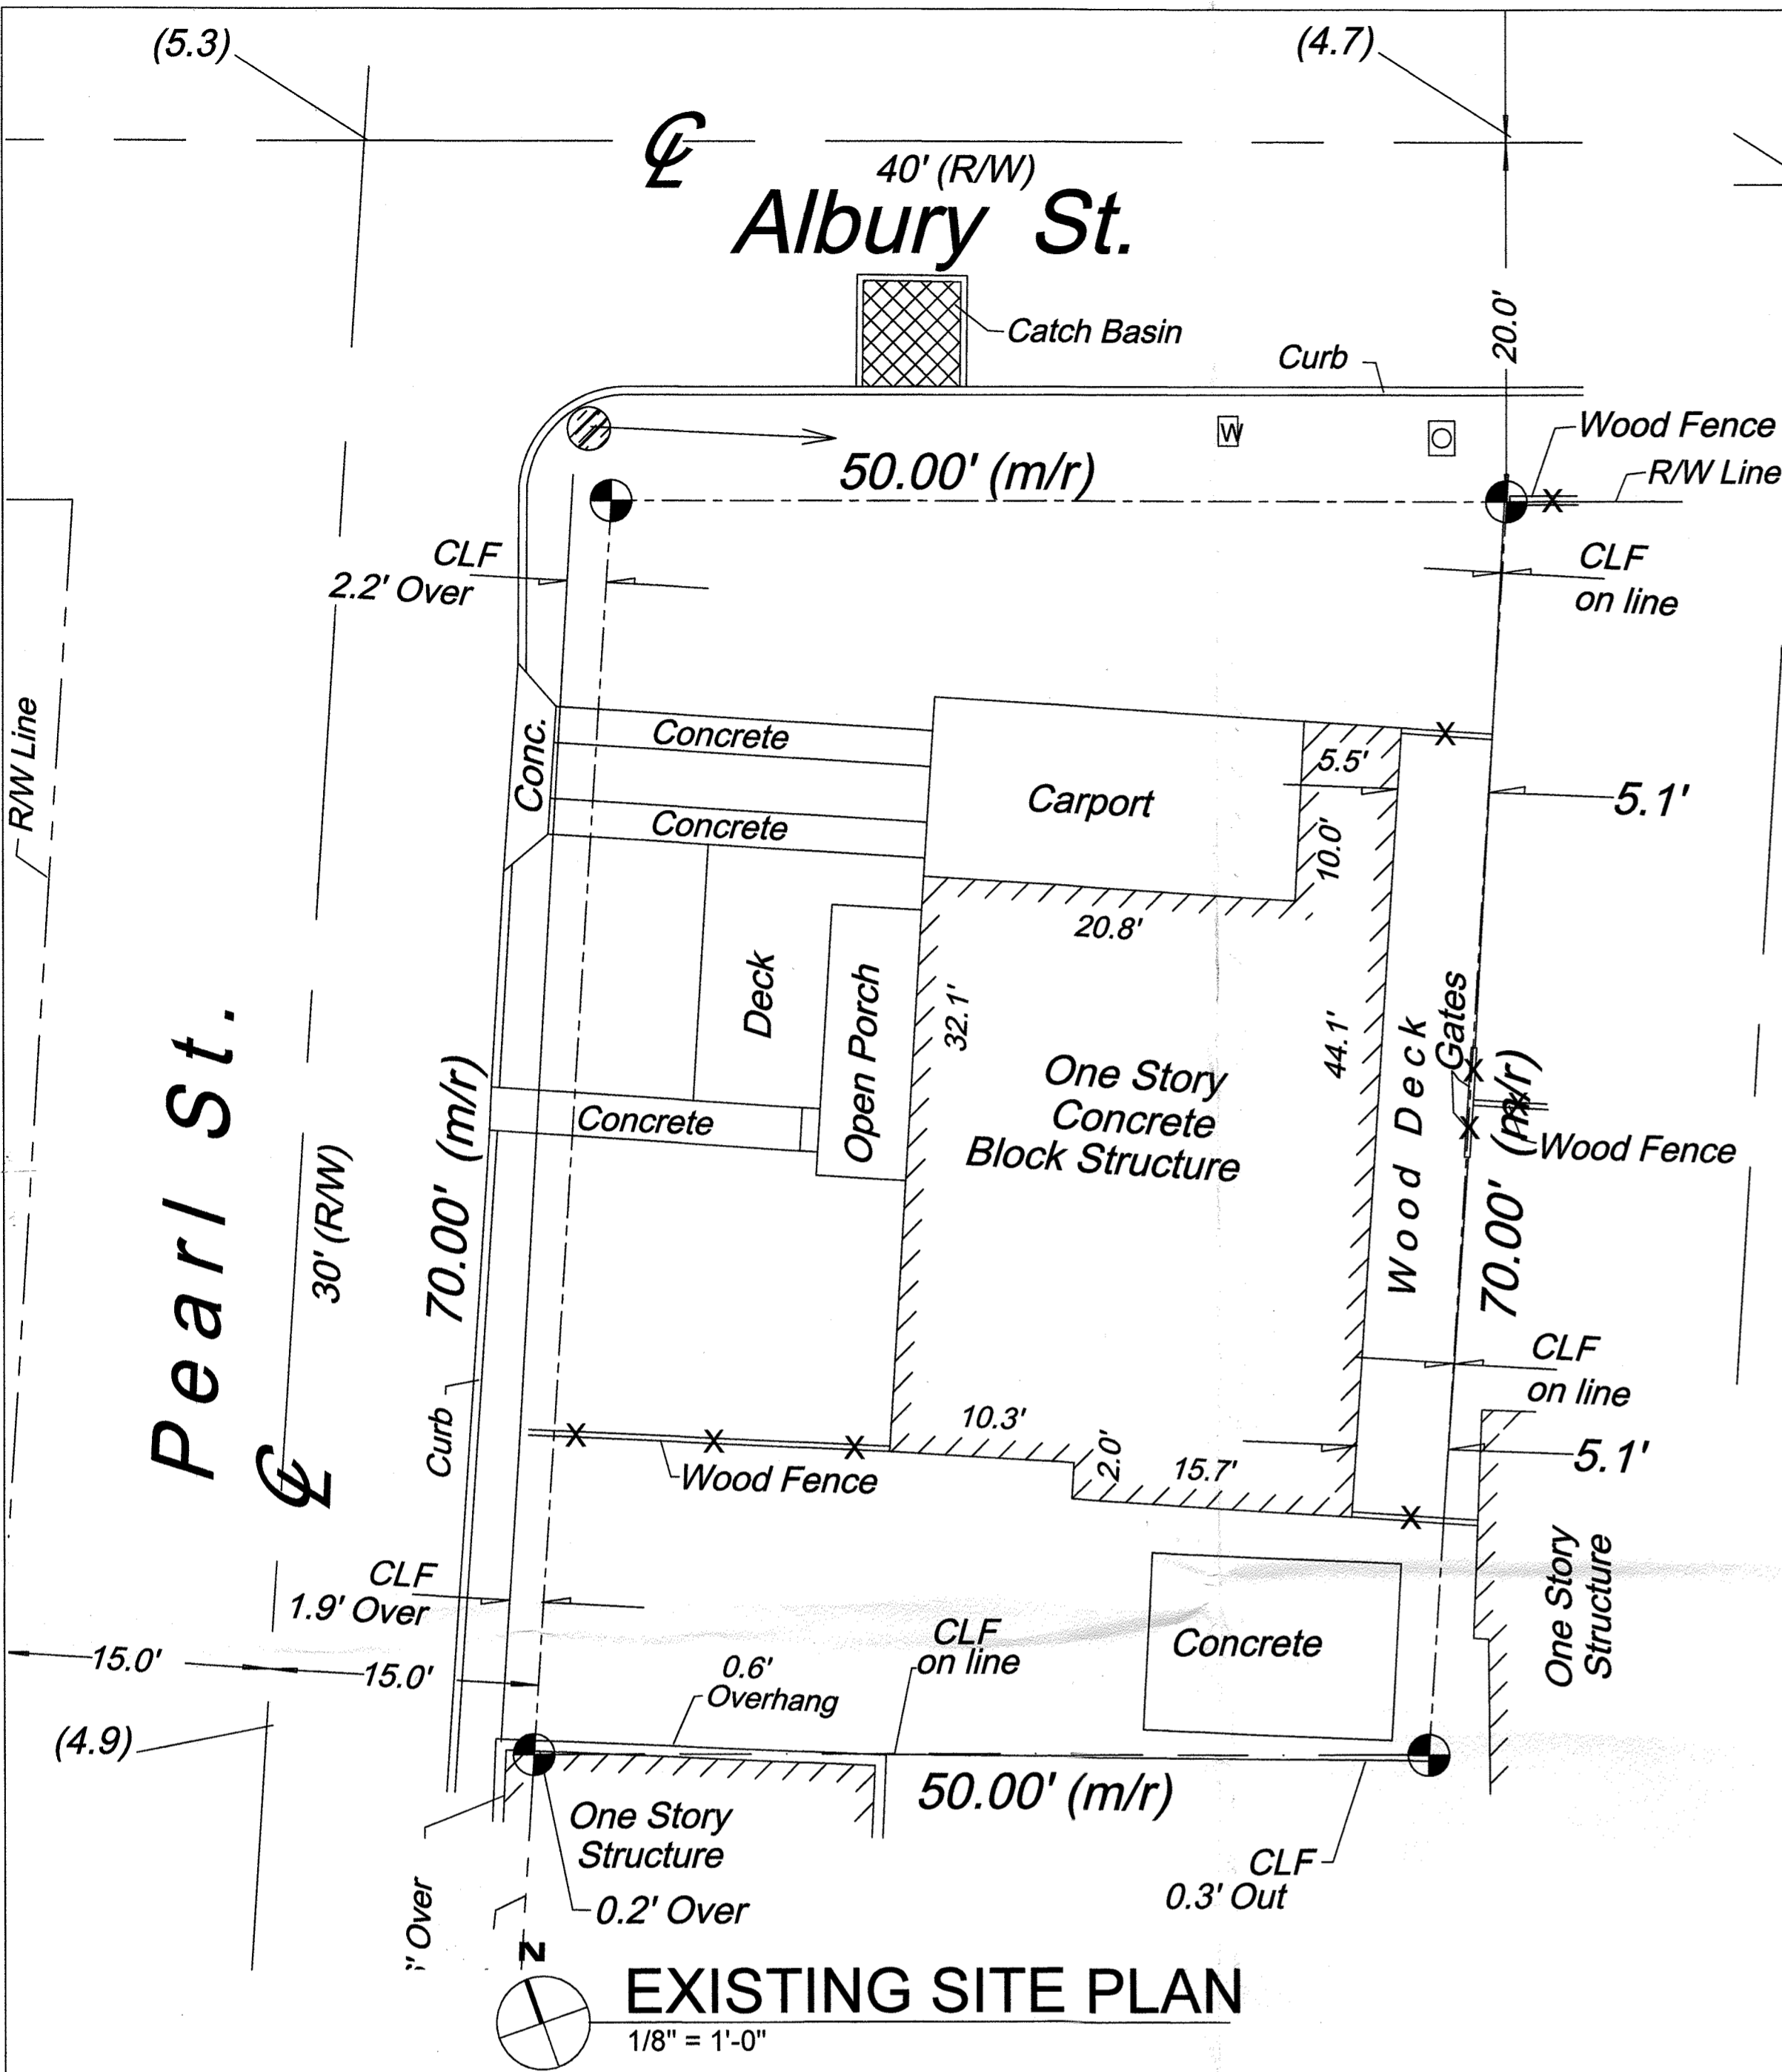 (5.3)
(4.7)
℄
40' (R/W)
Albury St.
Catch Basin
Curb
20.0'
W
Wood Fence
R/W Line
50.00' (m/r)
CLF
2.2' Over
CLF
on line
R/W Line
Conc.
Concrete
Concrete
Carport
5.5'
10.0'
5.1'
20.8'
Deck
Open Porch
32.1'
One Story
Concrete
Block Structure
44.1'
Wood Deck
Gates
70.00' (m/r)
Wood Fence
Pearl St.
℄
30' (R/W)
70.00' (m/r)
Concrete
Curb
CLF
on line
10.3'
2.0'
15.7'
5.1'
Wood Fence
One Story
Structure
CLF
1.9' Over
15.0'
15.0'
(4.9)
0.6'
Overhang
CLF
on line
Concrete
50.00' (m/r)
One Story
Structure
0.2' Over
CLF
0.3' Out
' Over
N
EXISTING SITE PLAN
1/8" = 1'-0"